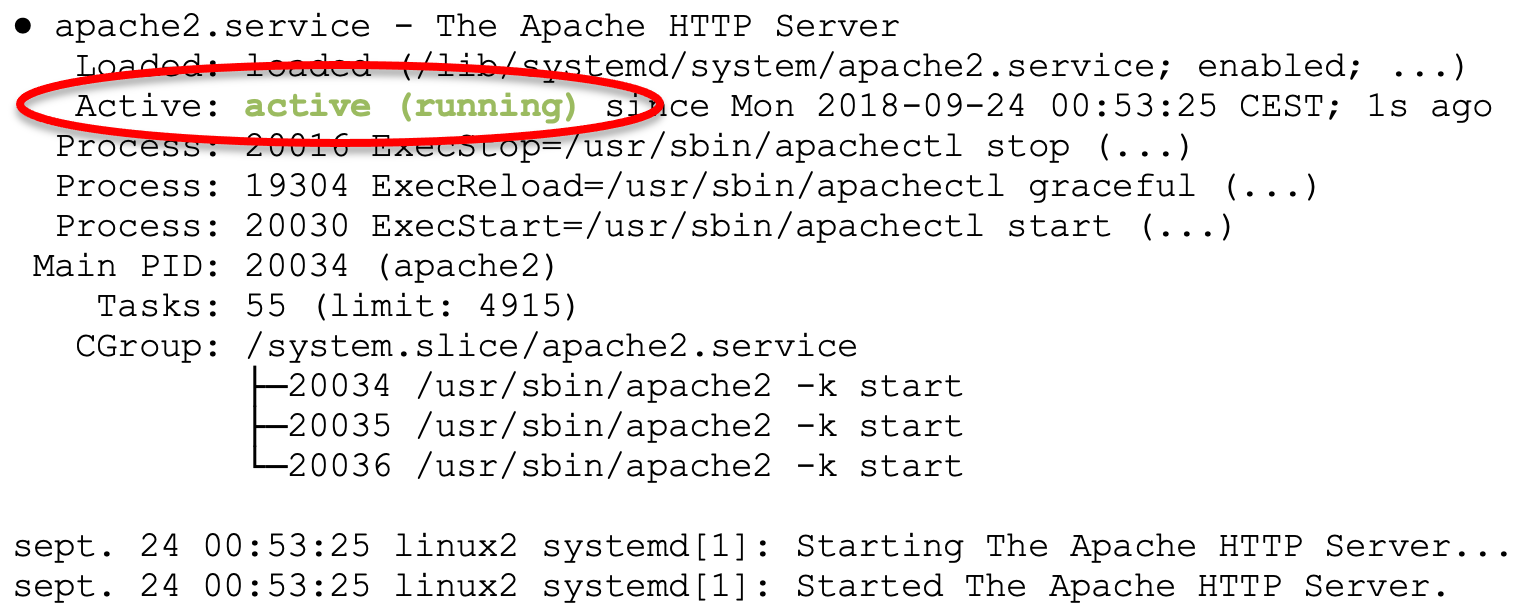 ● apache2.service - The Apache HTTP Server
Loaded: loaded (/lib/systemd/system/apache2.service; enabled; ...)
Active: active (running) since Mon 2018-09-24 00:53:25 CEST; 1s ago
Process: 20016 ExecStop=/usr/sbin/apachectl stop (...)
Process: 19304 ExecReload=/usr/sbin/apachectl graceful (...)
Process: 20030 ExecStart=/usr/sbin/apachectl start (...)
Main PID: 20034 (apache2)
Tasks: 55 (limit: 4915)
CGroup: /system.slice/apache2.service
├─20034 /usr/sbin/apache2 -k start
├─20035 /usr/sbin/apache2 -k start
└─20036 /usr/sbin/apache2 -k start
sept. 24 00:53:25 linux2 systemd[1]: Starting The Apache HTTP Server...
sept. 24 00:53:25 linux2 systemd[1]: Started The Apache HTTP Server.